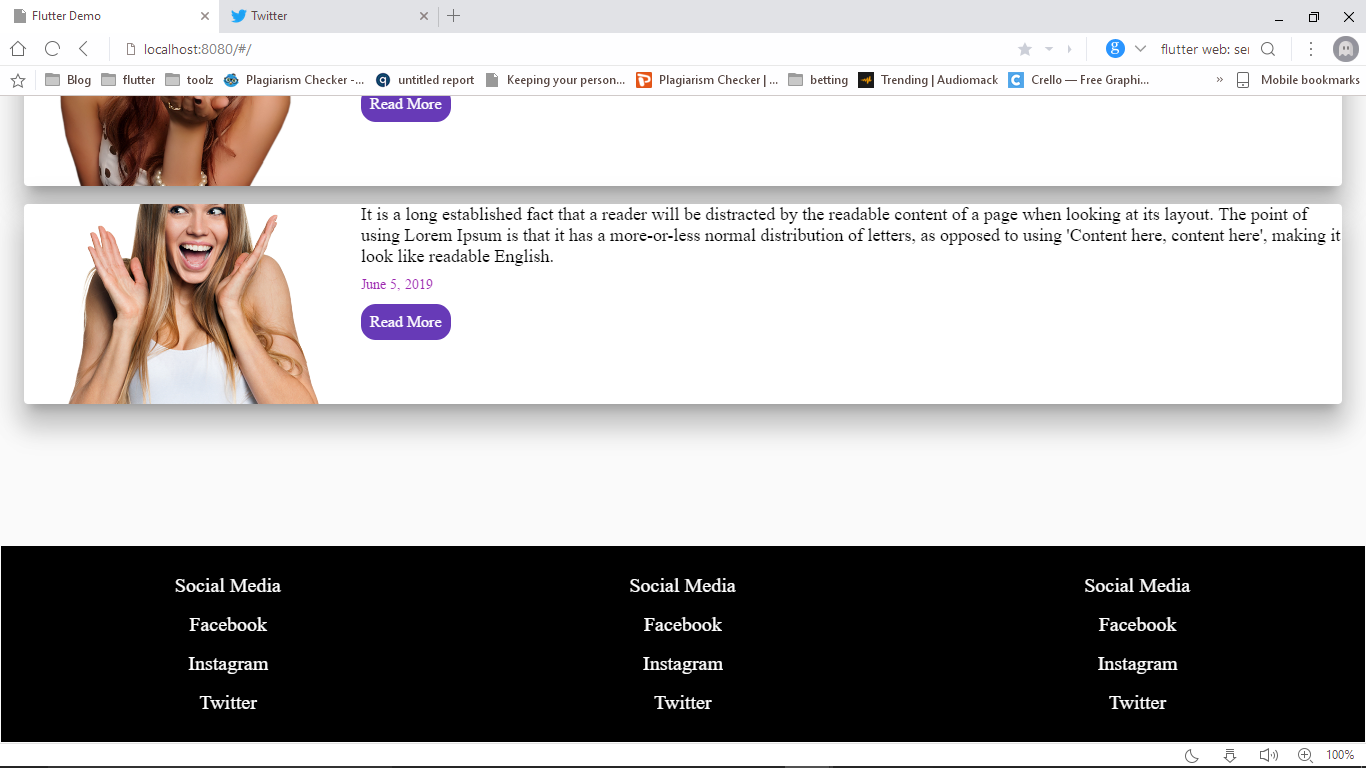 Flutter Demo
Twitter
localhost:8080/#/
flutter web: se
Blog
flutter
toolz
Plagiarism Checker -...
untitled report
Keeping your person...
Plagiarism Checker | ...
betting
Trending | Audiomack
Crello — Free Graphi...
»
Mobile bookmarks
Read More
It is a long established fact that a reader will be distracted by the readable content of a page when looking at its layout. The point of
using Lorem Ipsum is that it has a more-or-less normal distribution of letters, as opposed to using 'Content here, content here', making it
look like readable English.
June 5, 2019
Read More
Social Media
Facebook
Instagram
Twitter
Social Media
Facebook
Instagram
Twitter
Social Media
Facebook
Instagram
Twitter
100%